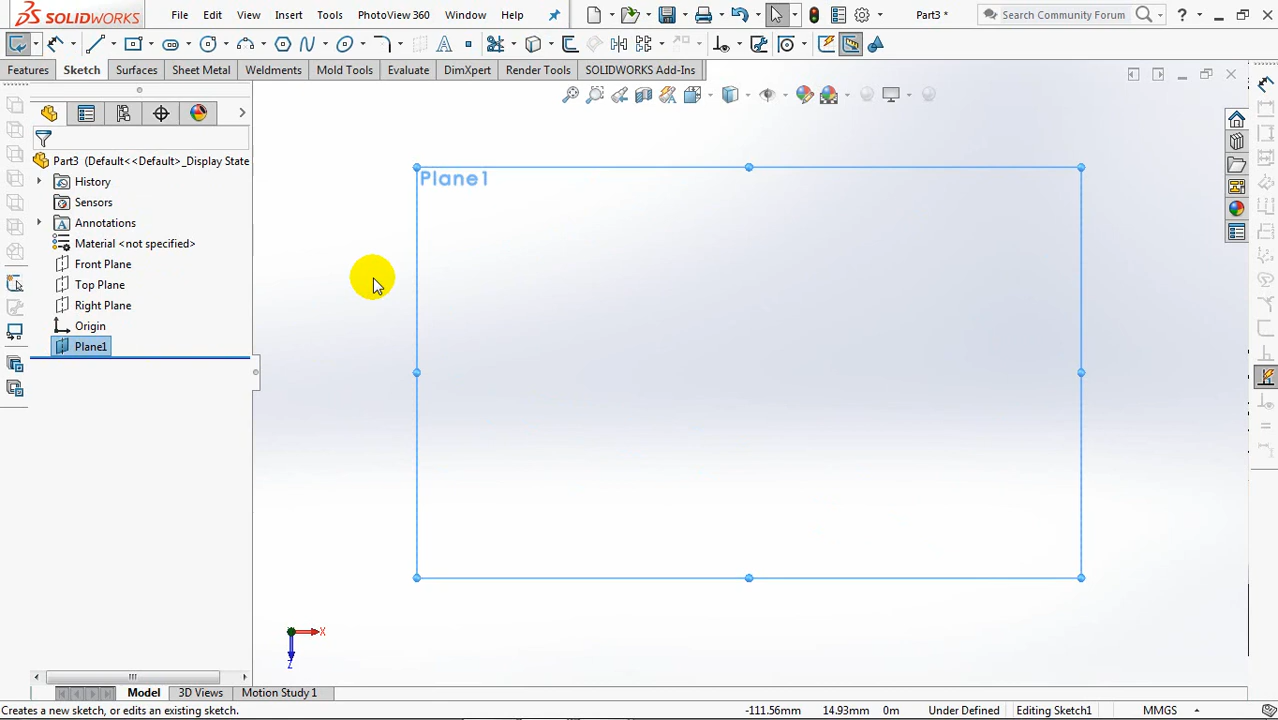 SOLIDWORKS File Edit View Insert Tools PhotoView 360 Window Help Part3 * Search Community Forum ?
Features Sketch Surfaces Sheet Metal Weldments Mold Tools Evaluate DimXpert Render Tools SOLIDWORKS Add-Ins
Part3 (Default<<Default>_Display State
History
Sensors
Annotations
Material <not specified>
Front Plane
Top Plane
Right Plane
Origin
Plane1
Plane1
X
Z
Model 3D Views Motion Study 1
Creates a new sketch, or edits an existing sketch. -111.56mm 14.93mm 0m Under Defined Editing Sketch1 MMGS